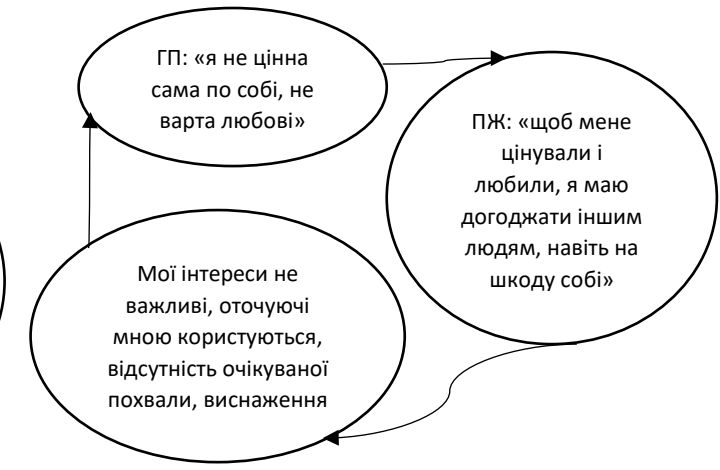 ГП: «я не цінна
сама по собі, не
варта любові»
ПЖ: «щоб мене
цінували і
любили, я маю
догоджати іншим
людям, навіть на
шкоду собі»
Мої інтереси не
важливі, оточуючі
мною користуються,
відсутність очікуваної
похвали, виснаження